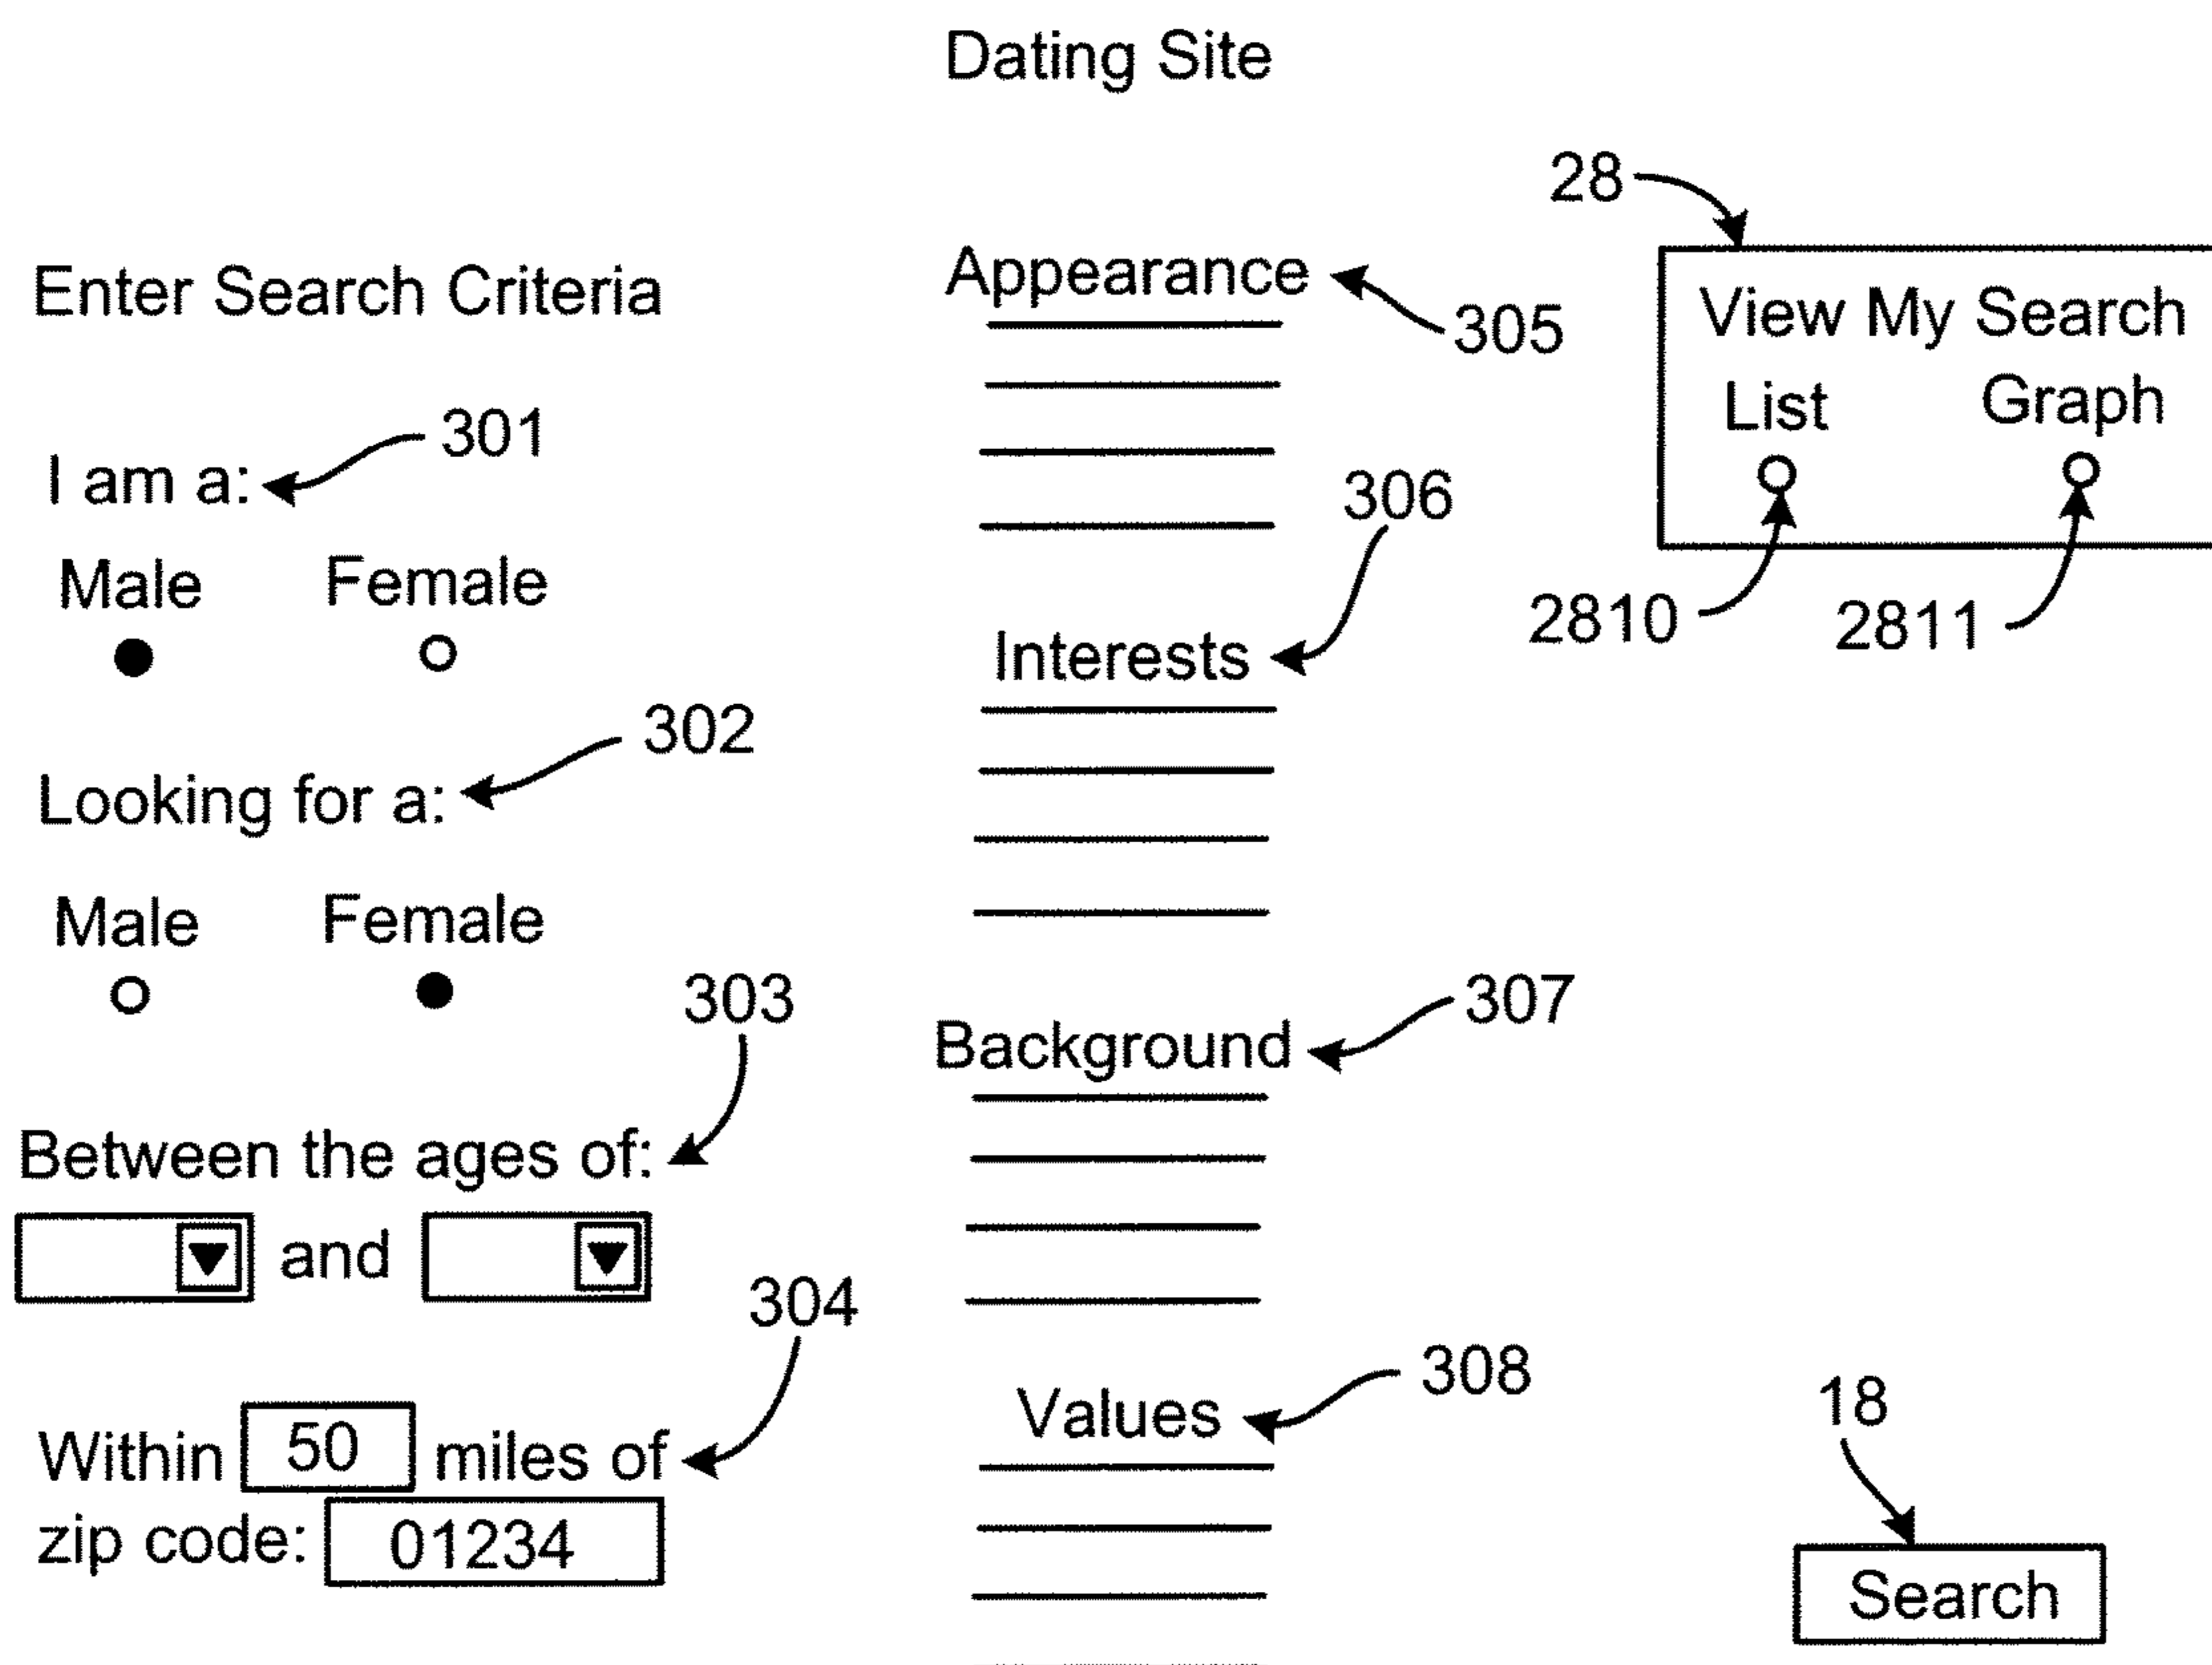 Dating Site
Enter Search Criteria
301
I am a:
Male Female
302
Looking for a:
Male Female
303
Between the ages of:
and
304
Within 50 miles of
zip code: 01234
Appearance
305
306
Interests
307
Background
308
Values
28
View My Search
List Graph
2810 2811
18
Search